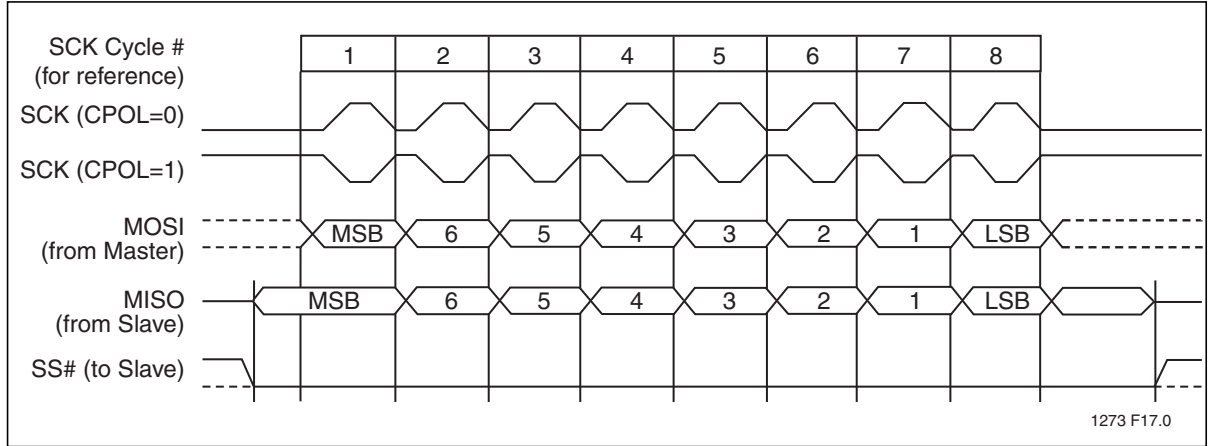 SCK Cycle #
(for reference)
1 2 3 4 5 6 7 8
SCK (CPOL=0)
SCK (CPOL=1)
MOSI
(from Master)
MSB 6 5 4 3 2 1 LSB
MISO
(from Slave)
MSB 6 5 4 3 2 1 LSB
SS# (to Slave)
1273 F17.0